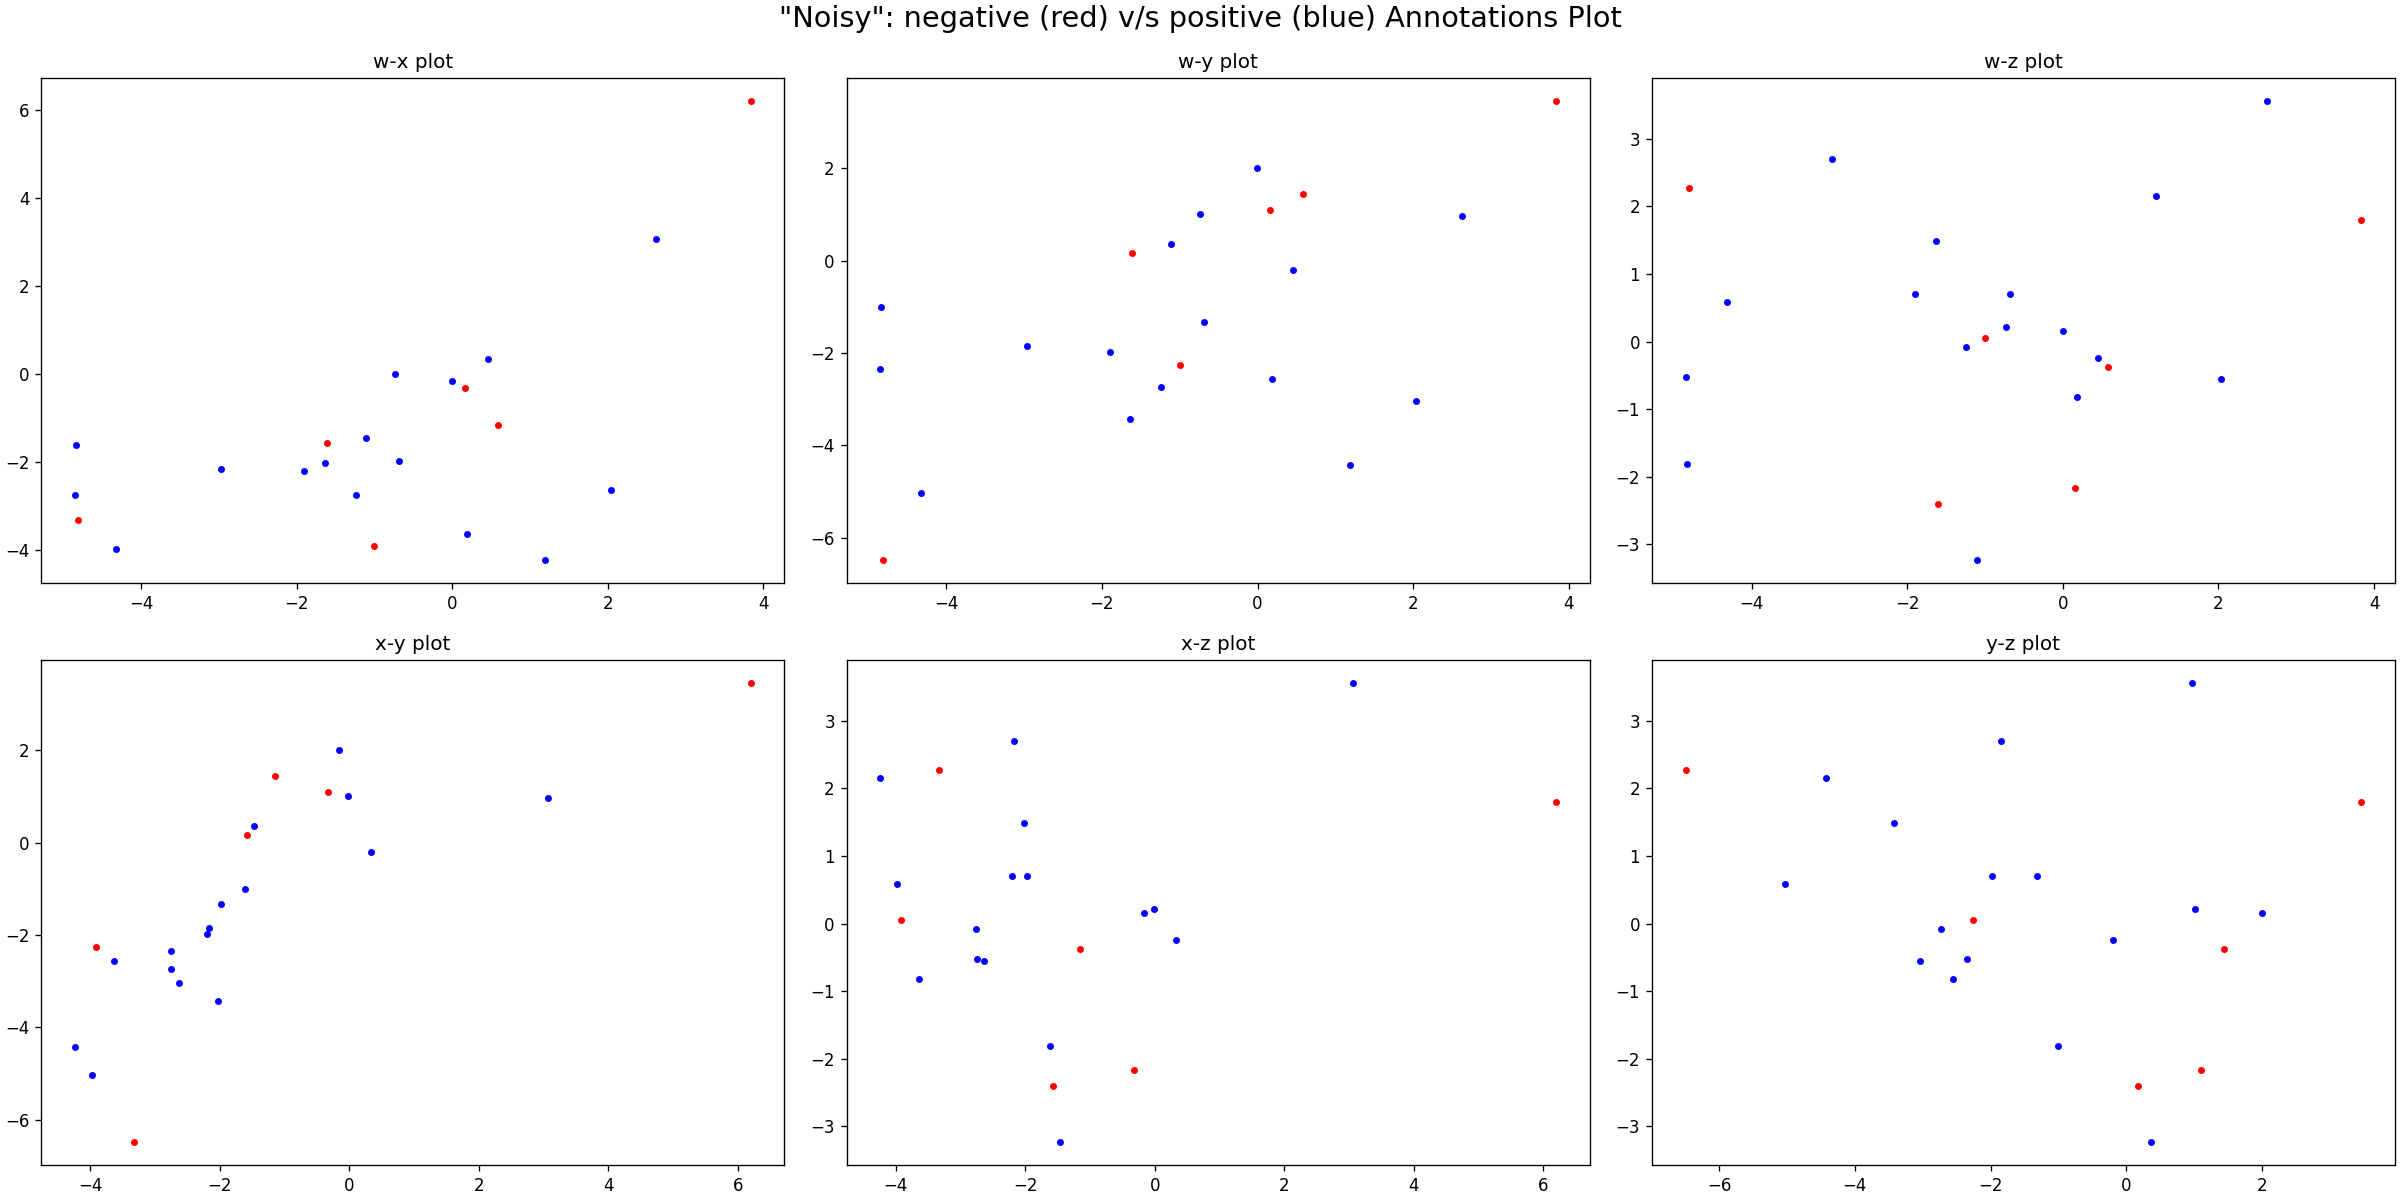 "Noisy": negative (red) v/s positive (blue) Annotations Plot
w-x plot
w-y plot
w-z plot
6
4
2
0
−2
−4
−4 −2 0 2 4
2
0
−2
−4
−6
−4 −2 0 2 4
3
2
1
0
−1
−2
−3
−4 −2 0 2 4
x-y plot
x-z plot
y-z plot
2
0
−2
−4
−6
−4 −2 0 2 4 6
3
2
1
0
−1
−2
−3
−4 −2 0 2 4 6
3
2
1
0
−1
−2
−3
−6 −4 −2 0 2